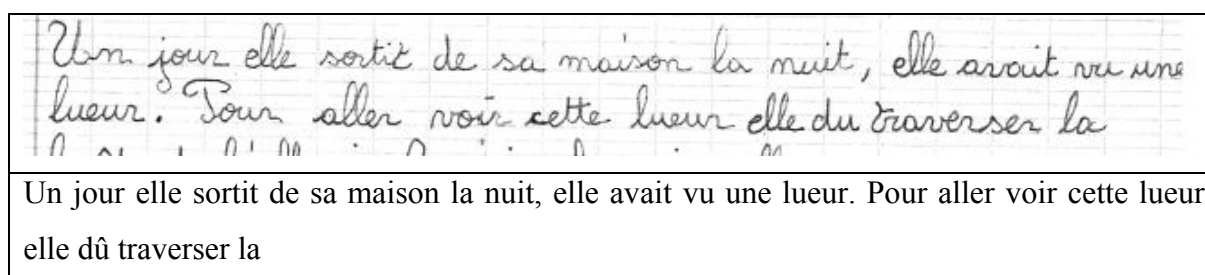 Un jour elle sortit de sa maison la nuit, elle avait vu une
lueur. Pour aller voir cette lueur elle du traverser la
Un jour elle sortit de sa maison la nuit, elle avait vu une lueur. Pour aller voir cette lueur
elle dû traverser la